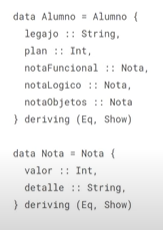 data Alumno = Alumno {
  legajo :: String,
  plan :: Int,
  notaFuncional :: Nota,
  notaLogico :: Nota,
  notaObjetos :: Nota
} deriving (Eq, Show)

data Nota = Nota {
  valor :: Int,
  detalle :: String,
} deriving (Eq, Show)